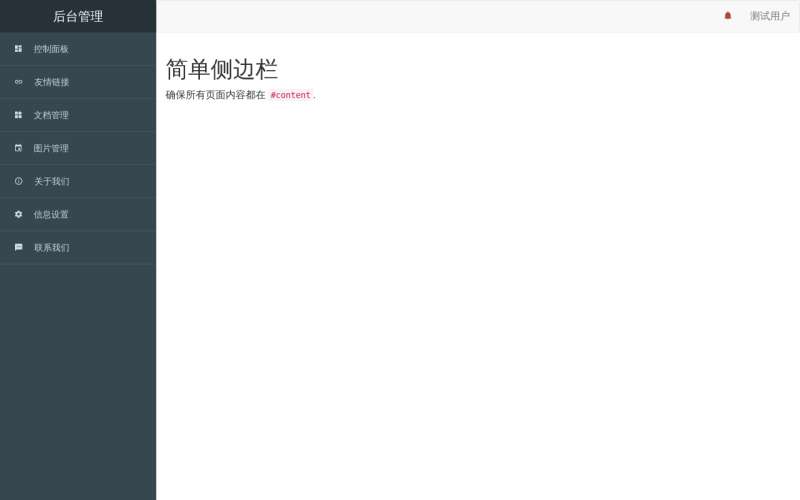 后台管理
测试用户
控制面板
友情链接
文档管理
图片管理
关于我们
信息设置
联系我们
简单侧边栏
确保所有页面内容都在 #content.